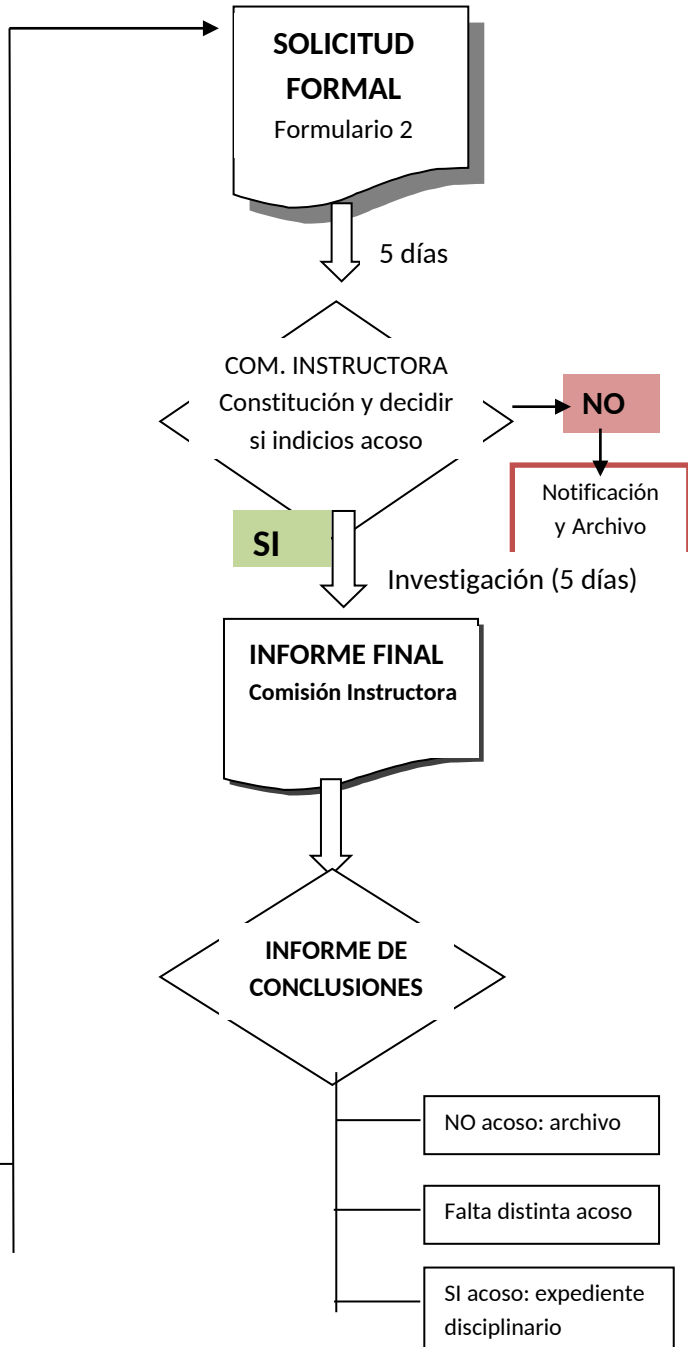 SOLICITUD
FORMAL
Formulario 2
5 días
COM. INSTRUCTORA
Constitución y decidir
si indicios acoso
NO
Notificación
y Archivo
SI
Investigación (5 días)
INFORME FINAL
Comisión Instructora
INFORME DE
CONCLUSIONES
NO acoso: archivo
Falta distinta acoso
SI acoso: expediente
disciplinario